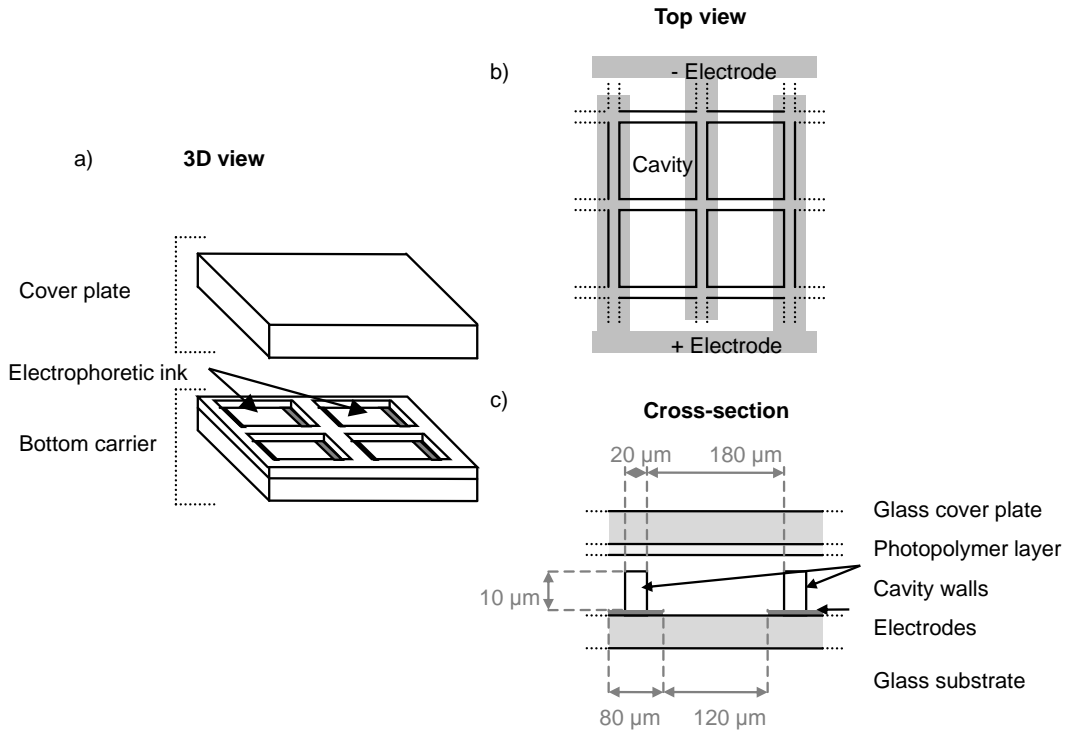 a)
3D view
Cover plate
Electrophoretic ink
Bottom carrier
Top view
b)
- Electrode
Cavity
+ Electrode
c)
Cross-section
20 µm
180 µm
10 µm
80 µm
120 µm
Glass cover plate
Photopolymer layer
Cavity walls
Electrodes
Glass substrate